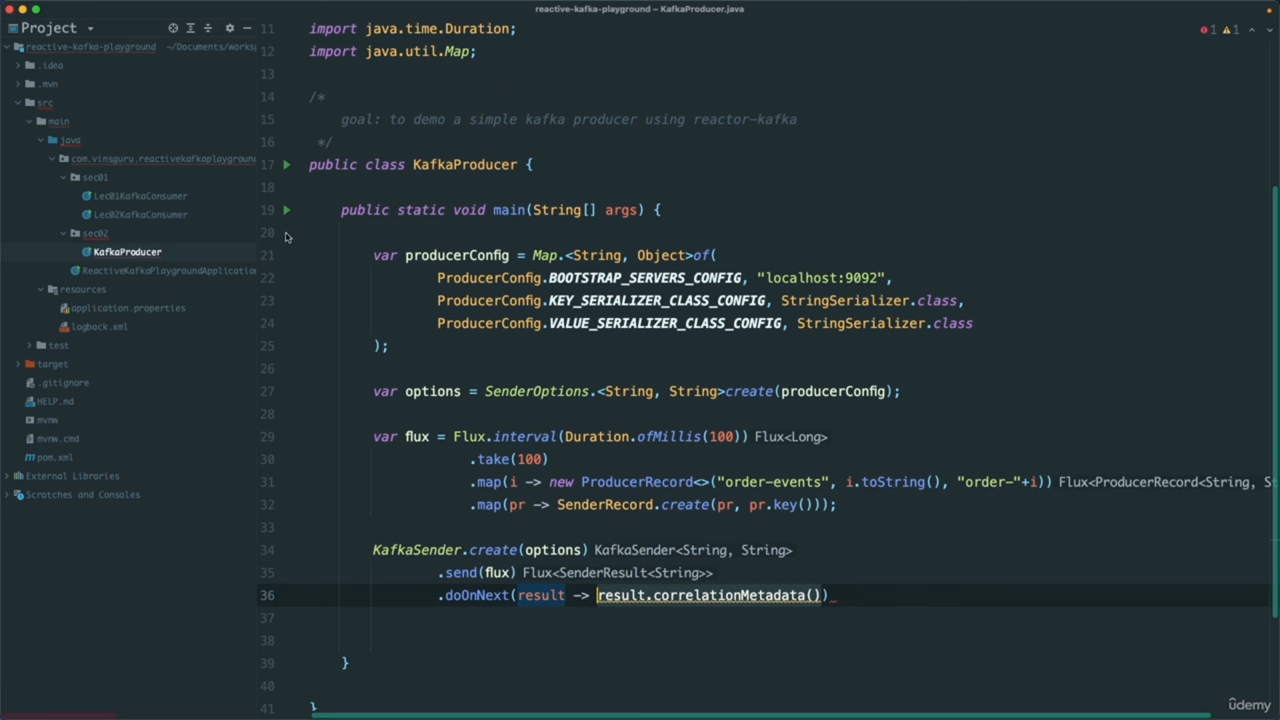 reactive-kafka-playground – KafkaProducer.java
Project
reactive-kafka-playground ~/Documents/works
.idea
.mvn
src
main
java
com.vinsguru.reactivekafkaplayground
sec01
Lec01KafkaConsumer
Lec02KafkaConsumer
sec02
KafkaProducer
ReactiveKafkaPlaygroundApplication
resources
application.properties
logback.xml
test
target
.gitignore
HELP.md
mvnw
mvnw.cmd
pom.xml
External Libraries
Scratches and Consoles
1 1
11 import java.time.Duration;
12 import java.util.Map;
13
14 /*
15 goal: to demo a simple kafka producer using reactor-kafka
16 */
17 public class KafkaProducer {
18
19 public static void main(String[] args) {
20
21 var producerConfig = Map.<String, Object>of(
22 ProducerConfig.BOOTSTRAP_SERVERS_CONFIG, "localhost:9092",
23 ProducerConfig.KEY_SERIALIZER_CLASS_CONFIG, StringSerializer.class,
24 ProducerConfig.VALUE_SERIALIZER_CLASS_CONFIG, StringSerializer.class
25 );
26
27 var options = SenderOptions.<String, String>create(producerConfig);
28
29 var flux = Flux.interval(Duration.ofMillis(100)) Flux<Long>
30 .take(100)
31 .map(i -> new ProducerRecord<>("order-events", i.toString(), "order-"+i)) Flux<ProducerRecord<String, S
32 .map(pr -> SenderRecord.create(pr, pr.key()));
33
34 KafkaSender.create(options) KafkaSender<String, String>
35 .send(flux) Flux<SenderResult<String>>
36 .doOnNext(result -> result.correlationMetadata())
37
38
39 }
40
41 }
ûdemy